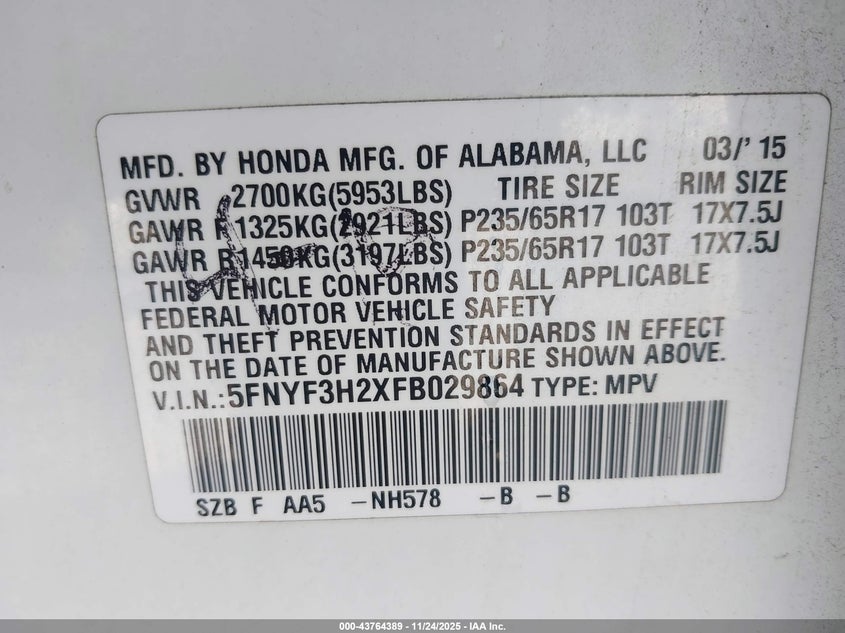 MFD. BY HONDA MFG. OF ALABAMA, LLC 03/' 15
GVWR 2700KG(5953LBS) TIRE SIZE RIM SIZE
GAWR F1325KG(2921LBS) P235/65R17 103T 17X7.5J
GAWR R1450KG(3197LBS) P235/65R17 103T 17X7.5J
THIS VEHICLE CONFORMS TO ALL APPLICABLE
FEDERAL MOTOR VEHICLE SAFETY
AND THEFT PREVENTION STANDARDS IN EFFECT
ON THE DATE OF MANUFACTURE SHOWN ABOVE.
V.I.N.:5FNYF3H2XFB029864 TYPE: MPV
SZB F AA5 -NH578 -B -B
000-43764389 - 11/24/2025 - IAA Inc.